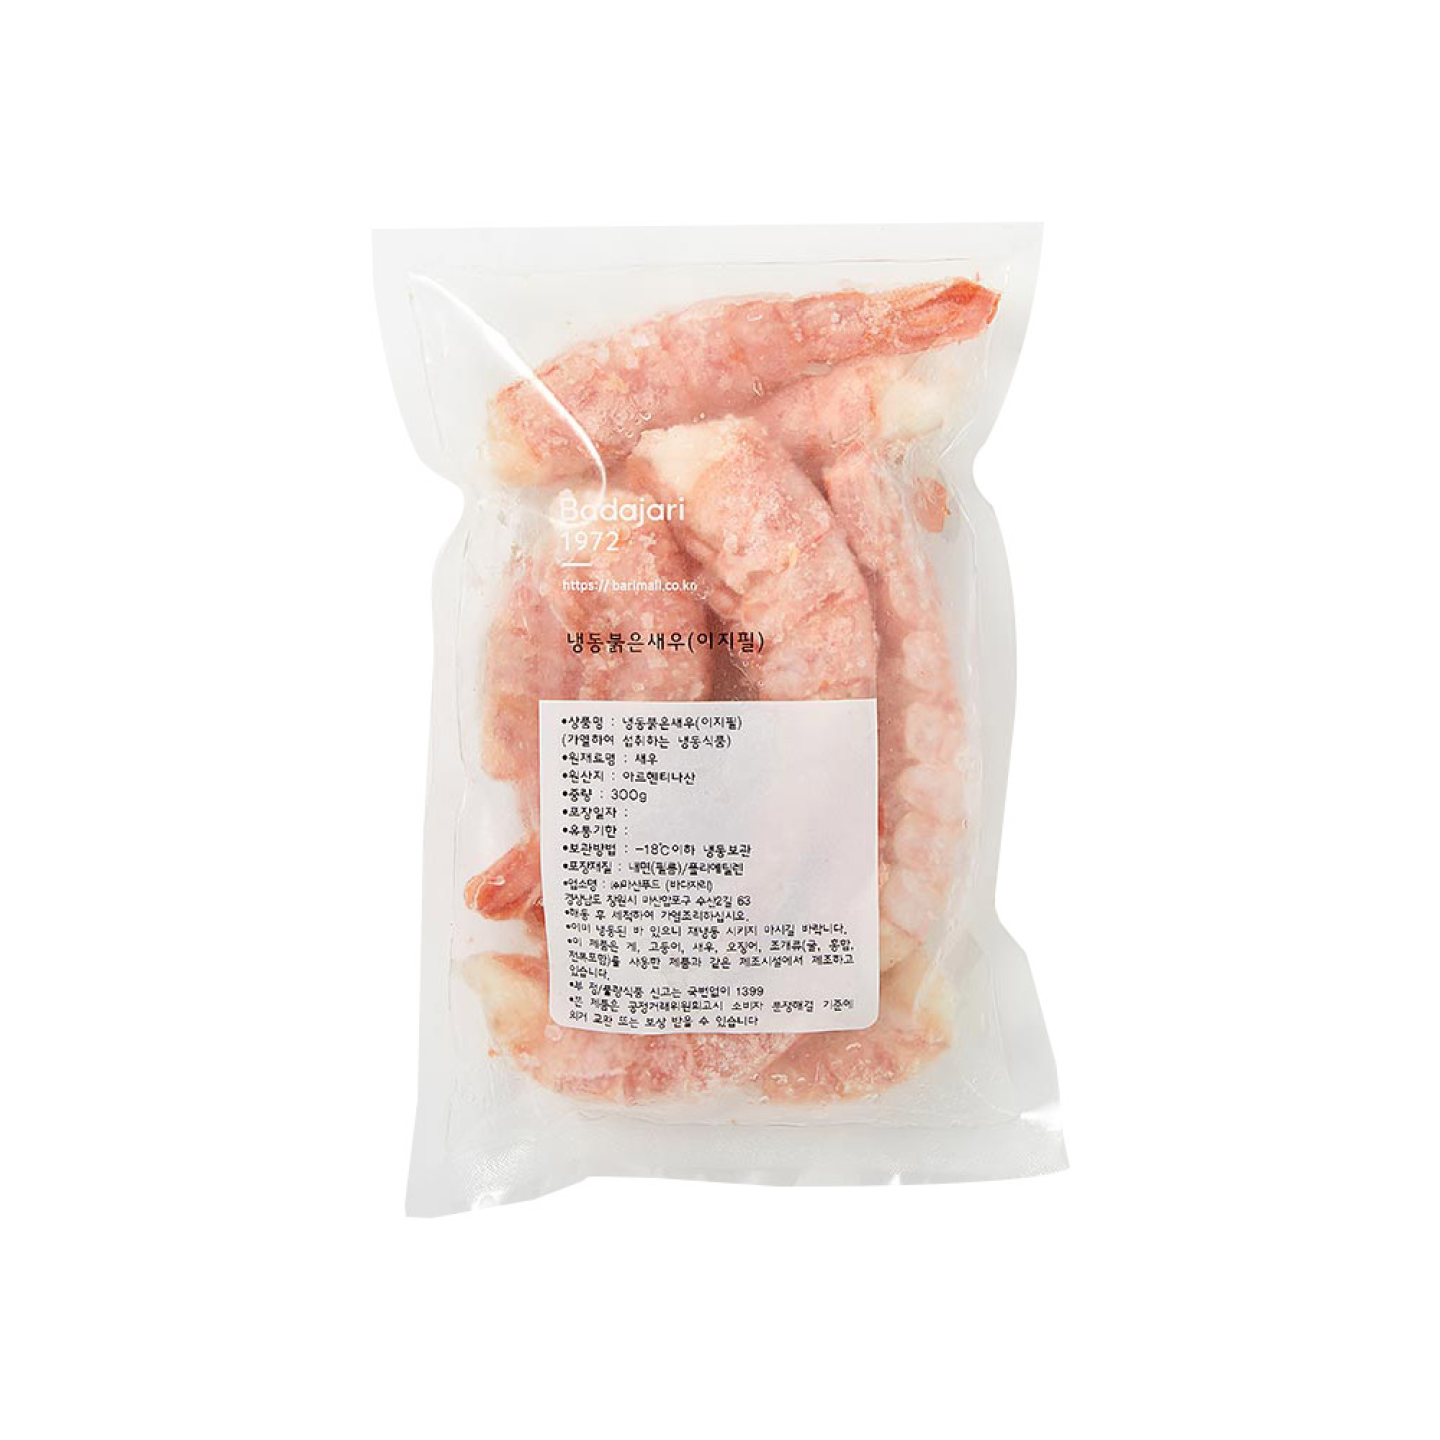 Badajari
1972
https://barimall.co.kr
냉동붉은새우(이지필)
•상품명 : 냉동붉은새우(이지필)
(가열하여 섭취하는 냉동식품)
•원재료명 : 새우
•원산지 : 아르헨티나산
•중량 : 300g
•포장일자 :
•유통기한 :
•보관방법 : -18℃이하 냉동보관
•포장재질 : 내면(필름)/폴리에틸렌
•업소명 : ㈜마산푸드 (바다자리)
경상남도 창원시 마산합포구 수산2길 63
•해동 후 세척하여 가열조리하십시오.
•이미 냉동된 바 있으니 재냉동 시키지 마시길 바랍니다.
•이 제품은 게, 고등어, 새우, 오징어, 조개류(굴, 홍합,
전복포함)를 사용한 제품과 같은 제조시설에서 제조하고
있습니다.
•부 정/불량식품 신고는 국번없이 1399
•본 제품은 공정거래위원회고시 소비자 분쟁해결 기준에
의거 교환 또는 보상 받을 수 있습니다